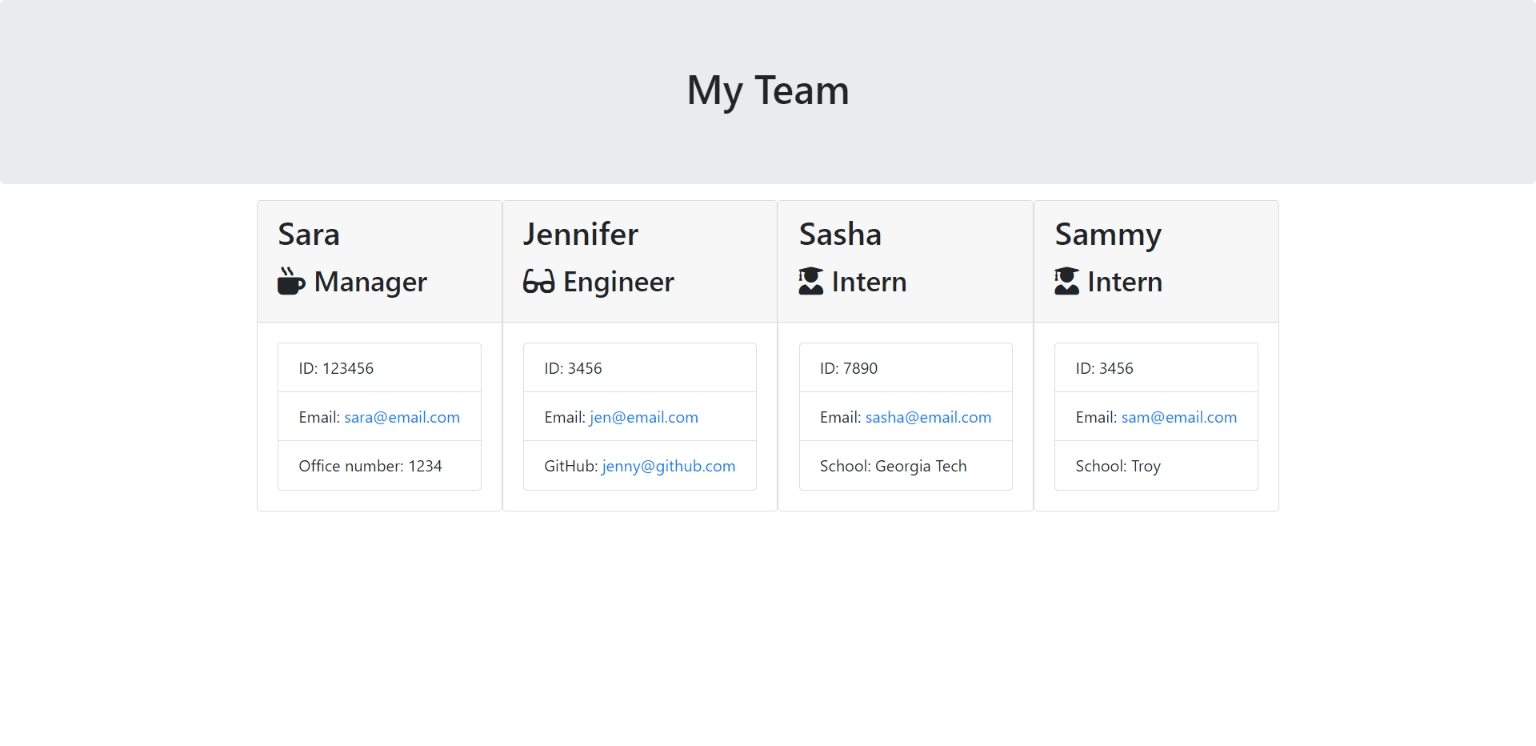 My Team
Sara
Manager
ID: 123456
Email: sara@email.com
Office number: 1234
Jennifer
Engineer
ID: 3456
Email: jen@email.com
GitHub: jenny@github.com
Sasha
Intern
ID: 7890
Email: sasha@email.com
School: Georgia Tech
Sammy
Intern
ID: 3456
Email: sam@email.com
School: Troy